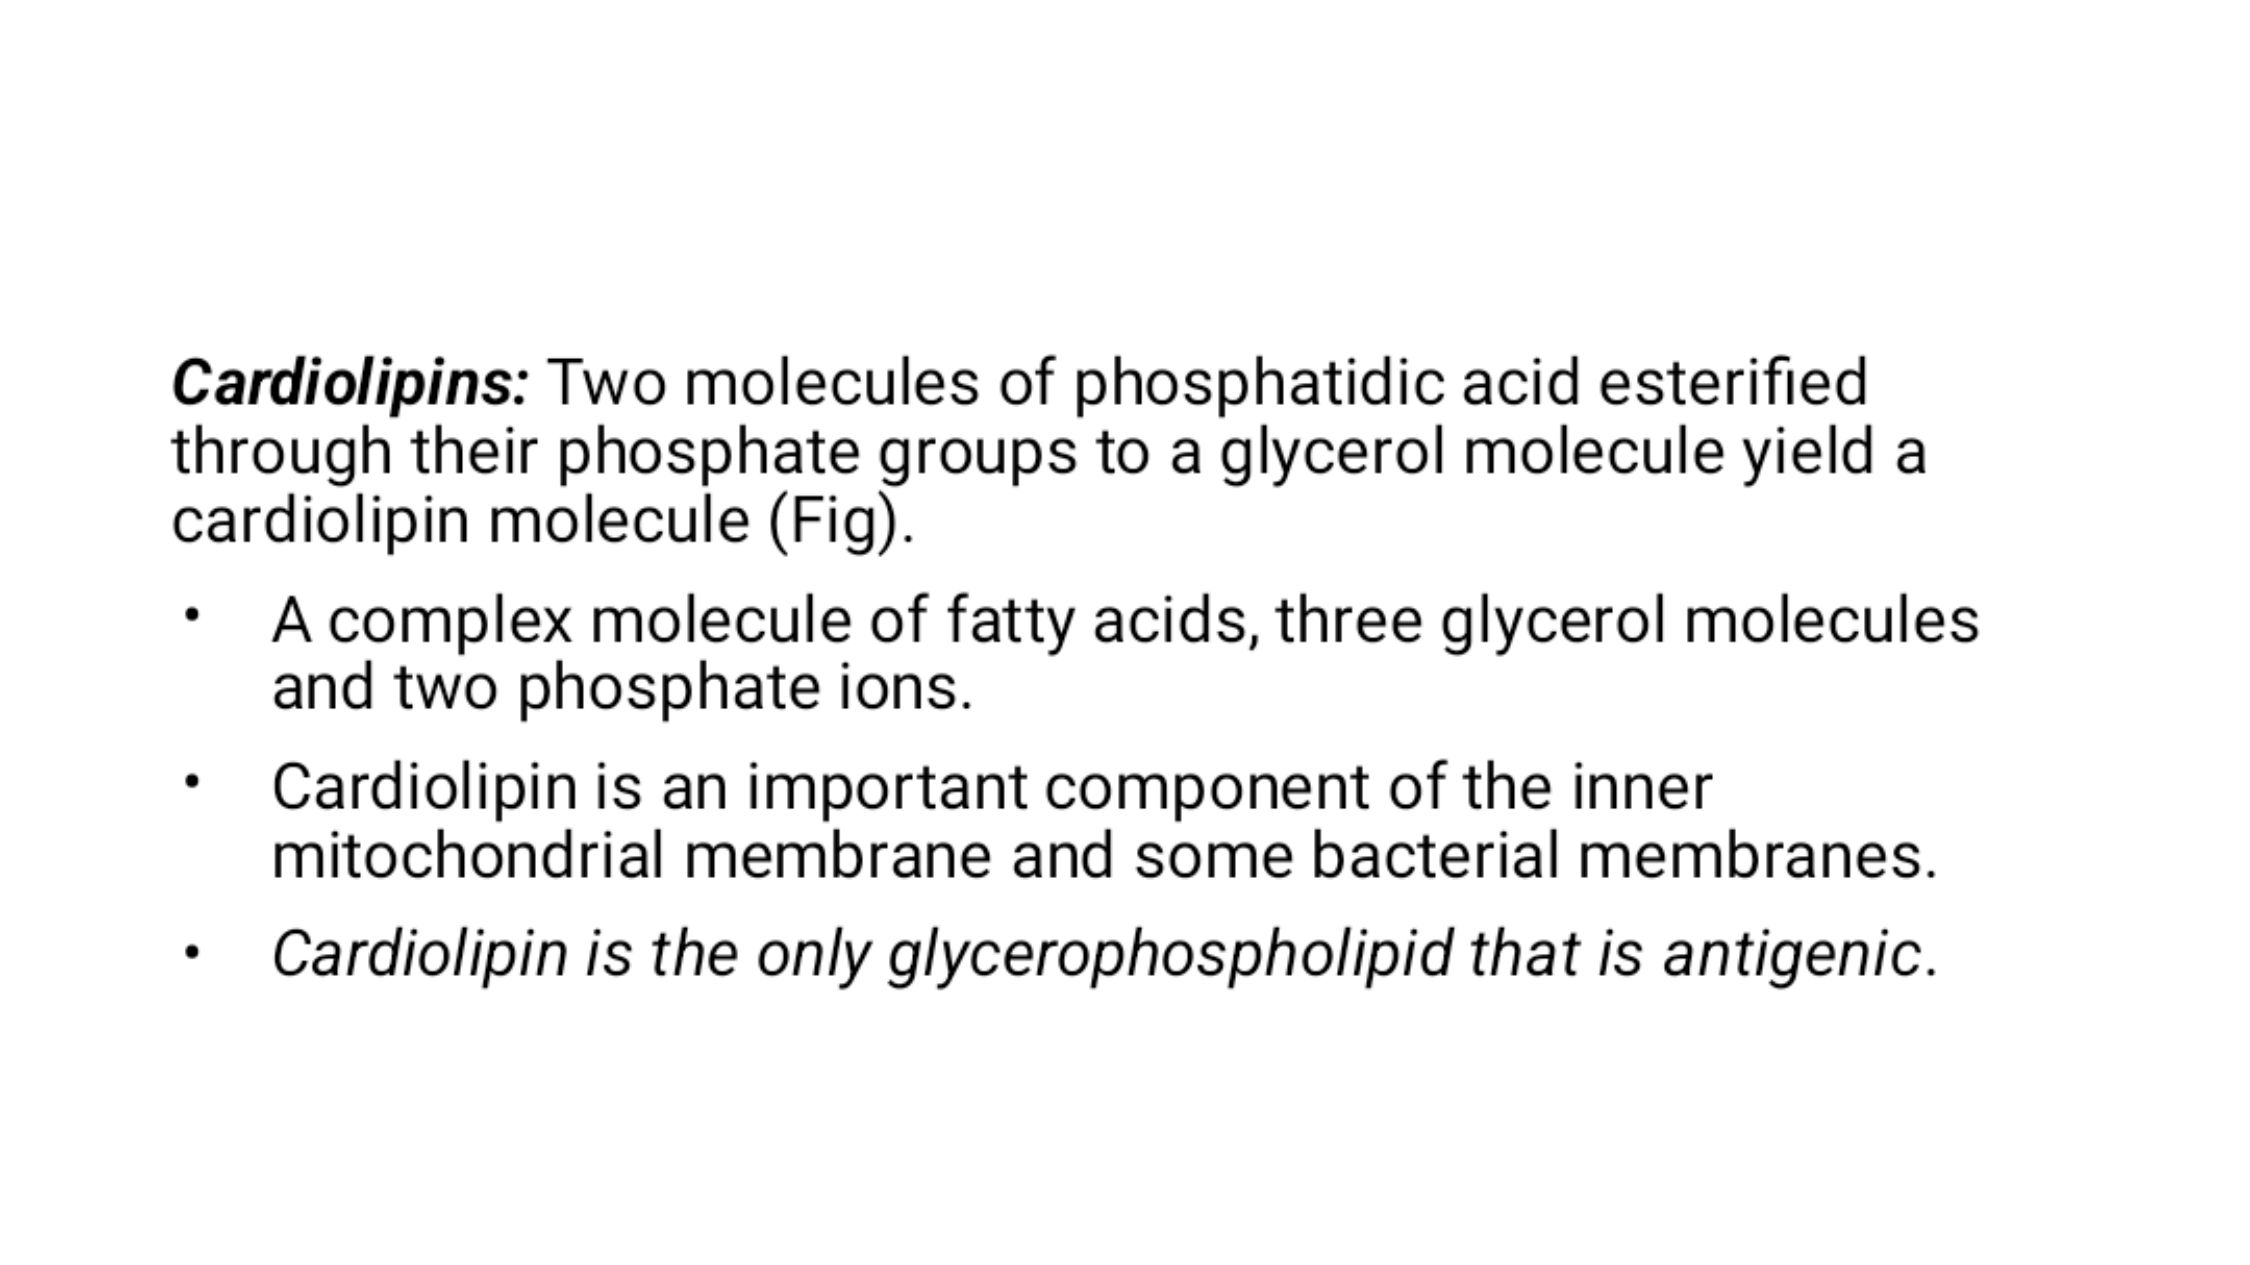 Cardiolipins: Two molecules of phosphatidic acid esterified
through their phosphate groups to a glycerol molecule yield a
cardiolipin molecule (Fig).
• A complex molecule of fatty acids, three glycerol molecules
and two phosphate ions.
• Cardiolipin is an important component of the inner
mitochondrial membrane and some bacterial membranes.
• Cardiolipin is the only glycerophospholipid that is antigenic.